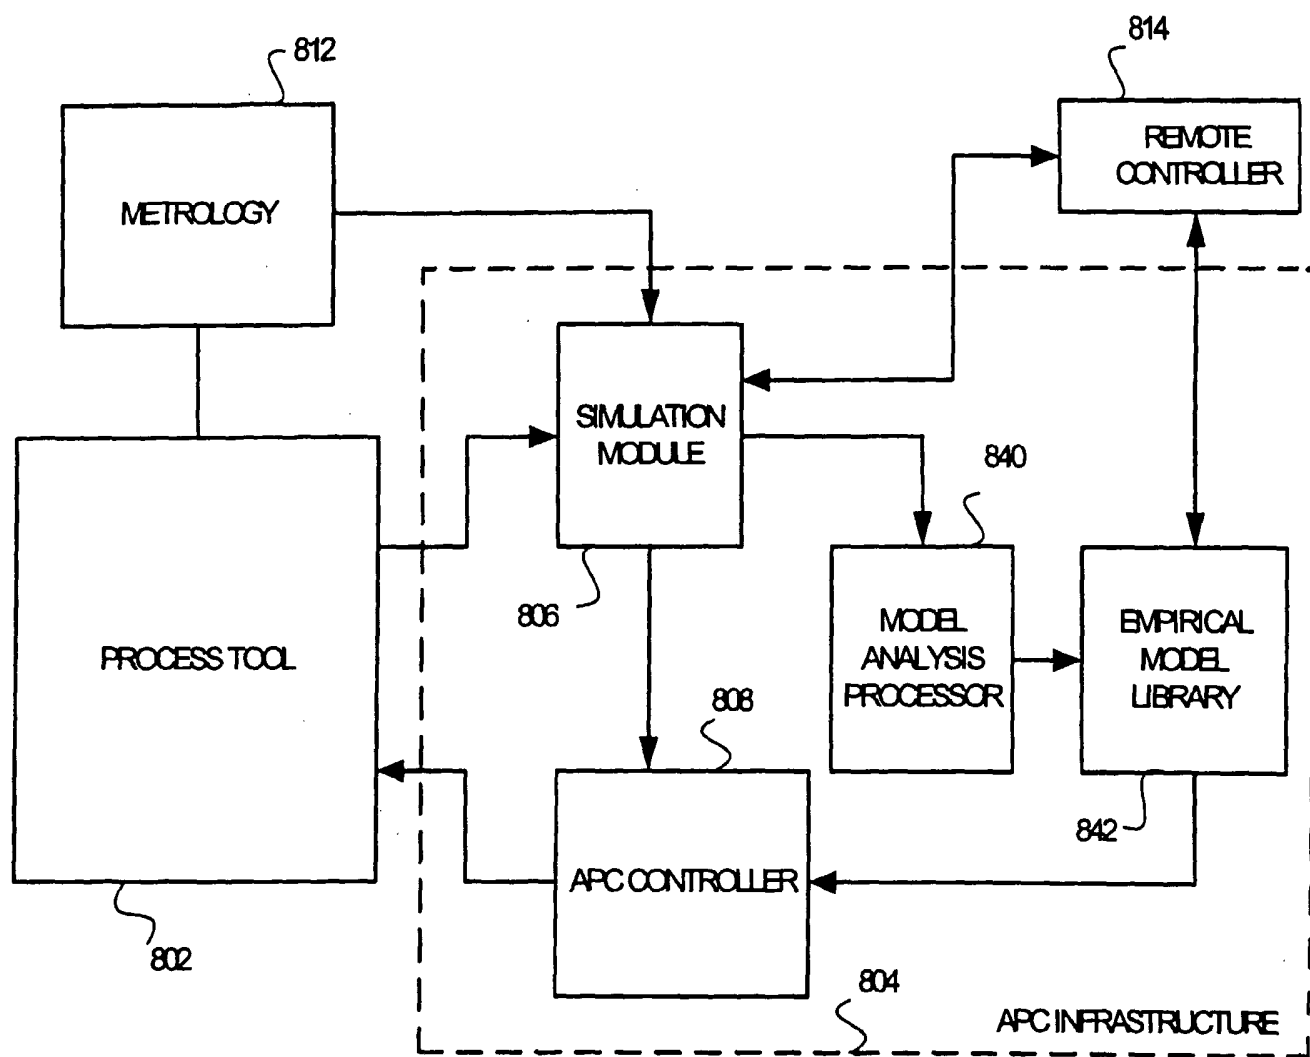 812
814
METROLOGY
REMOTE
CONTROLLER
SIMULATION
MODULE
840
806
PROCESS TOOL
MODEL
ANALYSIS
PROCESSOR
EMPIRICAL
MODEL
LIBRARY
808
842
APC CONTROLLER
802
804
APC INFRASTRUCTURE